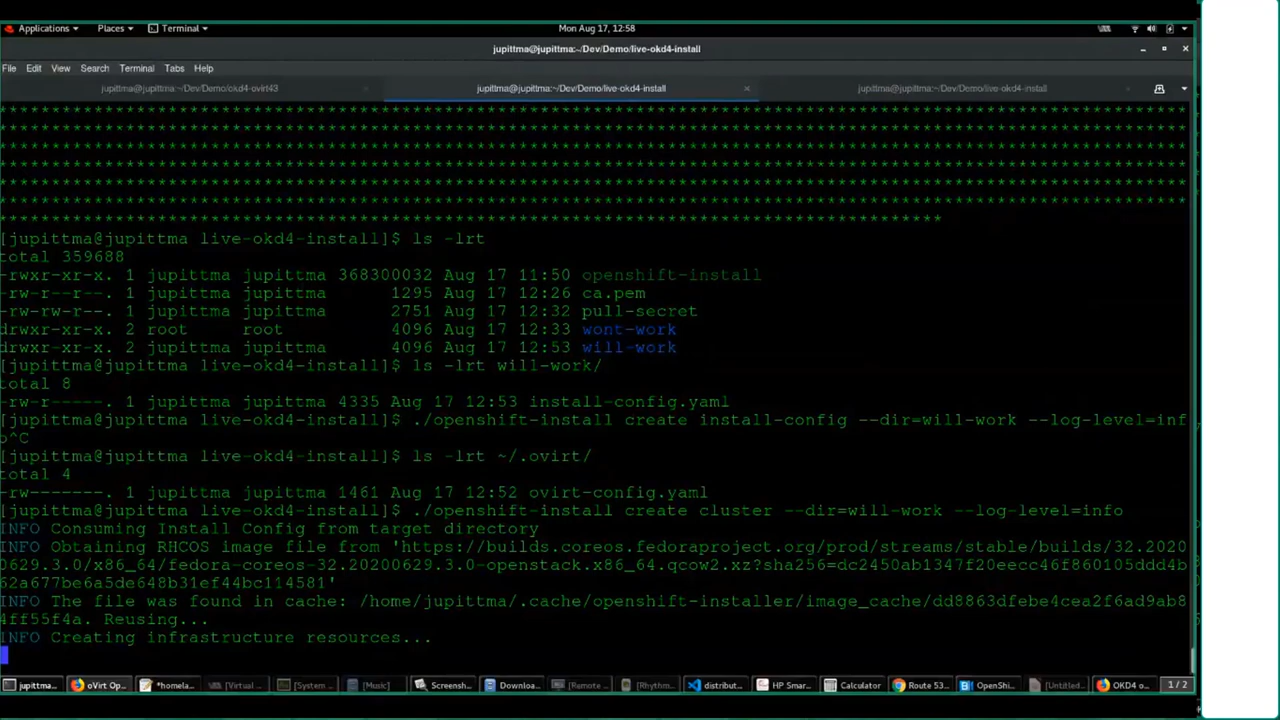 Applications Places Terminal Mon Aug 17, 12:58
jupittma@jupittma:~/Dev/Demo/live-okd4-install
File Edit View Search Terminal Tabs Help
jupittma@jupittma:~/Dev/Demo/okd4-ovirt43 jupittma@jupittma:~/Dev/Demo/live-okd4-install jupittma@jupittma:~/Dev/Demo/live-okd4-install
[jupittma@jupittma live-okd4-install]$ ls -lrt
total 359688
-rwxr-xr-x. 1 jupittma jupittma 368300032 Aug 17 11:50 openshift-install
-rw-r--r--. 1 jupittma jupittma 1295 Aug 17 12:26 ca.pem
-rw-rw-r--. 1 jupittma jupittma 2751 Aug 17 12:32 pull-secret
drwxr-xr-x. 2 root root 4096 Aug 17 12:33 wont-work
drwxr-xr-x. 2 jupittma jupittma 4096 Aug 17 12:53 will-work
[jupittma@jupittma live-okd4-install]$ ls -lrt will-work/
total 8
-rw-r-----. 1 jupittma jupittma 4335 Aug 17 12:53 install-config.yaml
[jupittma@jupittma live-okd4-install]$ ./openshift-install create install-config --dir=will-work --log-level=inf
o^C
[jupittma@jupittma live-okd4-install]$ ls -lrt ~/.ovirt/
total 4
-rw-------. 1 jupittma jupittma 1461 Aug 17 12:52 ovirt-config.yaml
[jupittma@jupittma live-okd4-install]$ ./openshift-install create cluster --dir=will-work --log-level=info
INFO Consuming Install Config from target directory
INFO Obtaining RHCOS image file from 'https://builds.coreos.fedoraproject.org/prod/streams/stable/builds/32.2020
0629.3.0/x86_64/fedora-coreos-32.20200629.3.0-openstack.x86_64.qcow2.xz?sha256=dc2450ab1347f20eecc46f860105ddd4b
62a677be6a5de648b31ef44bc114581'
INFO The file was found in cache: /home/jupittma/.cache/openshift-installer/image_cache/dd8863dfebe4cea2f6ad9ab8
4ff55f4a. Reusing...
INFO Creating infrastructure resources...
jupittma... oVirt Op... *homela... [Virtual ... [System ... [Music] Screensh... Downloa... [Remote ... [Rhythm... distribut... HP Smar... Calculator Route 53... OpenShi... [Untitled... OKD4 o... 1 / 2